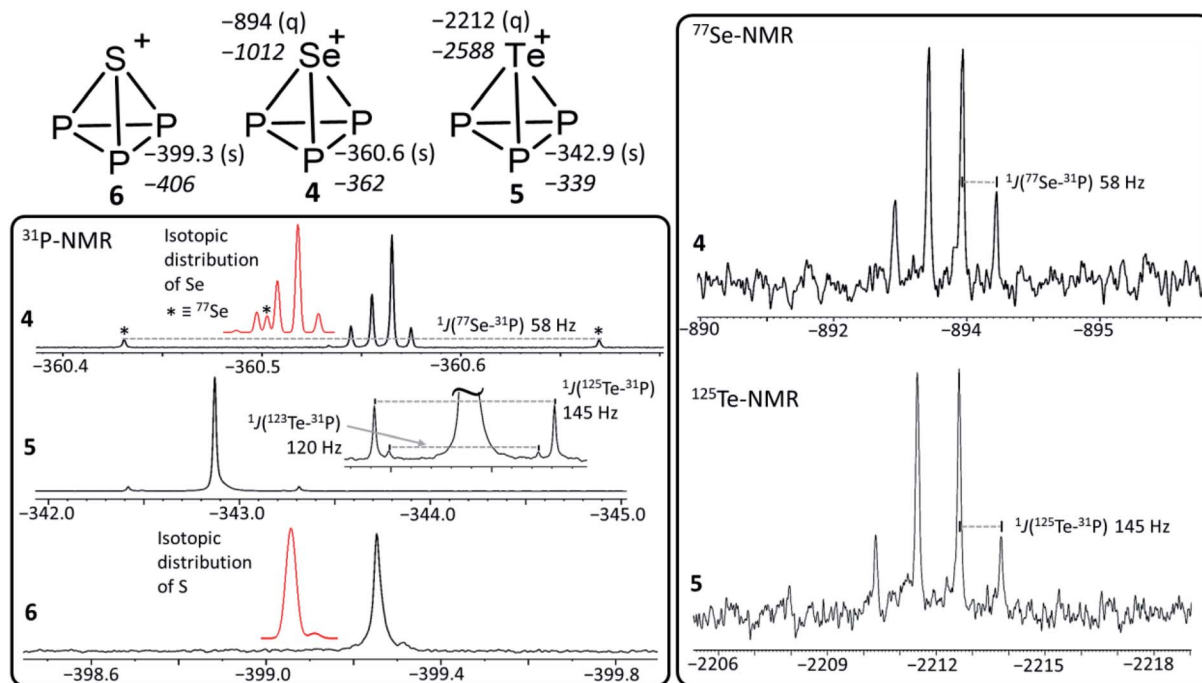 −894 (q)
−2212 (q)
S +
−1012 Se+
−2588 Te+
P P P
P P P
P P P
−399.3 (s)
−360.6 (s)
−342.9 (s)
6 −406
4 −362
5 −339
³¹P-NMR
Isotopic
distribution
of Se
* ≡ ⁷⁷Se
4
* *
*
¹J(⁷⁷Se-³¹P) 58 Hz
−360.4 −360.5 −360.6
5
¹J(¹²³Te-³¹P)
120 Hz
¹J(¹²⁵Te-³¹P)
145 Hz
−342.0 −343.0 −344.0 −345.0
Isotopic
distribution
of S
6
−398.6 −399.0 −399.4 −399.8
⁷⁷Se-NMR
¹J(⁷⁷Se-³¹P) 58 Hz
4
−890 −892 −894 −895
¹²⁵Te-NMR
¹J(¹²⁵Te-³¹P) 145 Hz
5
−2206 −2209 −2212 −2215 −2218